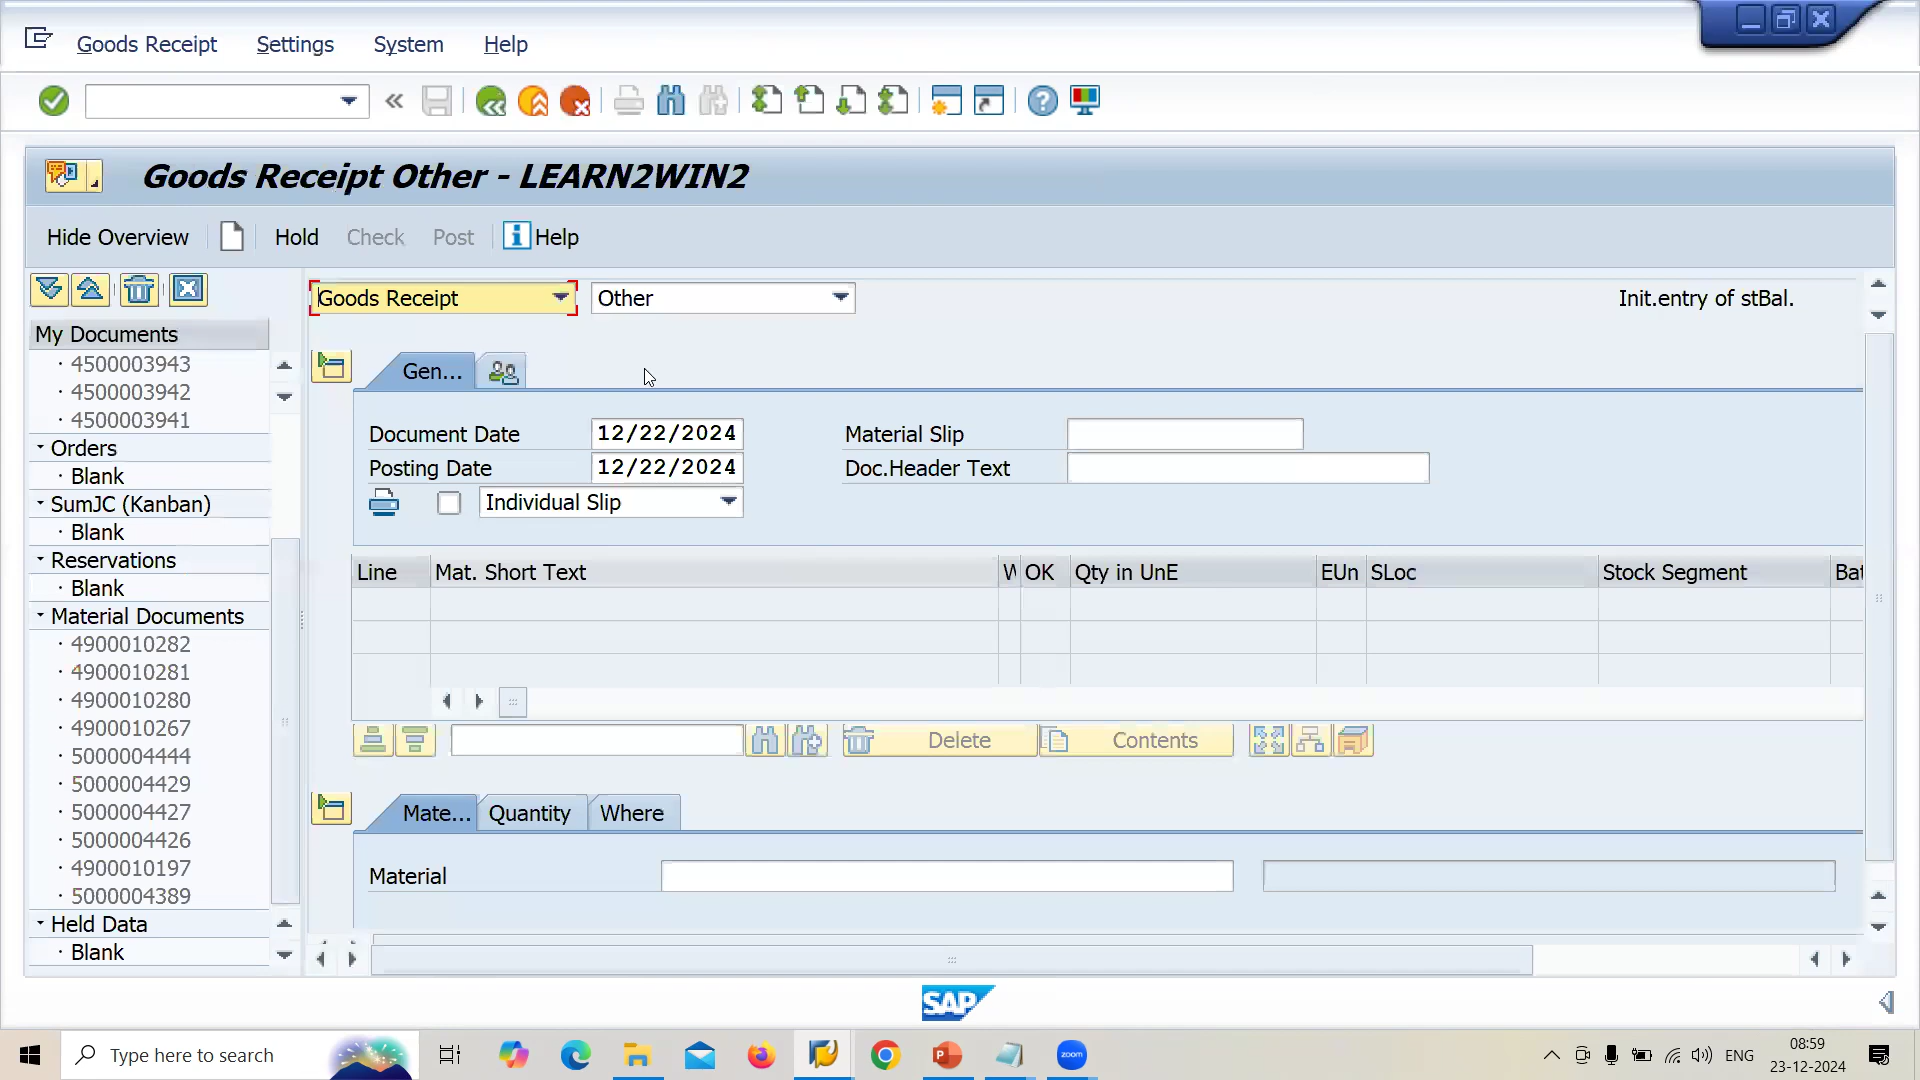 Goods Receipt Settings System Help
Goods Receipt Other - LEARN2WIN2
Hide Overview Hold Check Post Help
Goods Receipt Other Init.entry of stBal.
My Documents
4500003943
4500003942
4500003941
Orders
Blank
SumJC (Kanban)
Blank
Reservations
Blank
Material Documents
4900010282
4900010281
4900010280
4900010267
5000004444
5000004429
5000004427
5000004426
4900010197
5000004389
Held Data
Blank
Gen...
Document Date 12/22/2024 Material Slip
Posting Date 12/22/2024 Doc.Header Text
Individual Slip
Line Mat. Short Text OK Qty in UnE EUn SLoc Stock Segment Bat
Delete Contents
Mate... Quantity Where
Material
SAP
Type here to search
zoom
ENG
08:59
23-12-2024